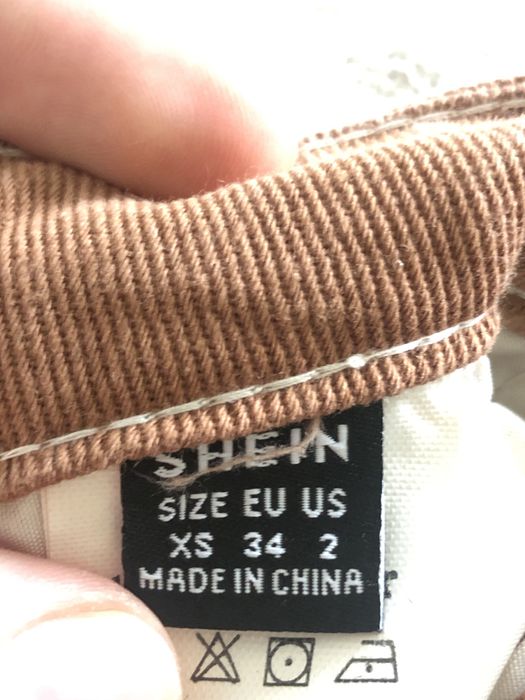 SHEIN
SIZE EU US
XS 34 2
MADE IN CHINA